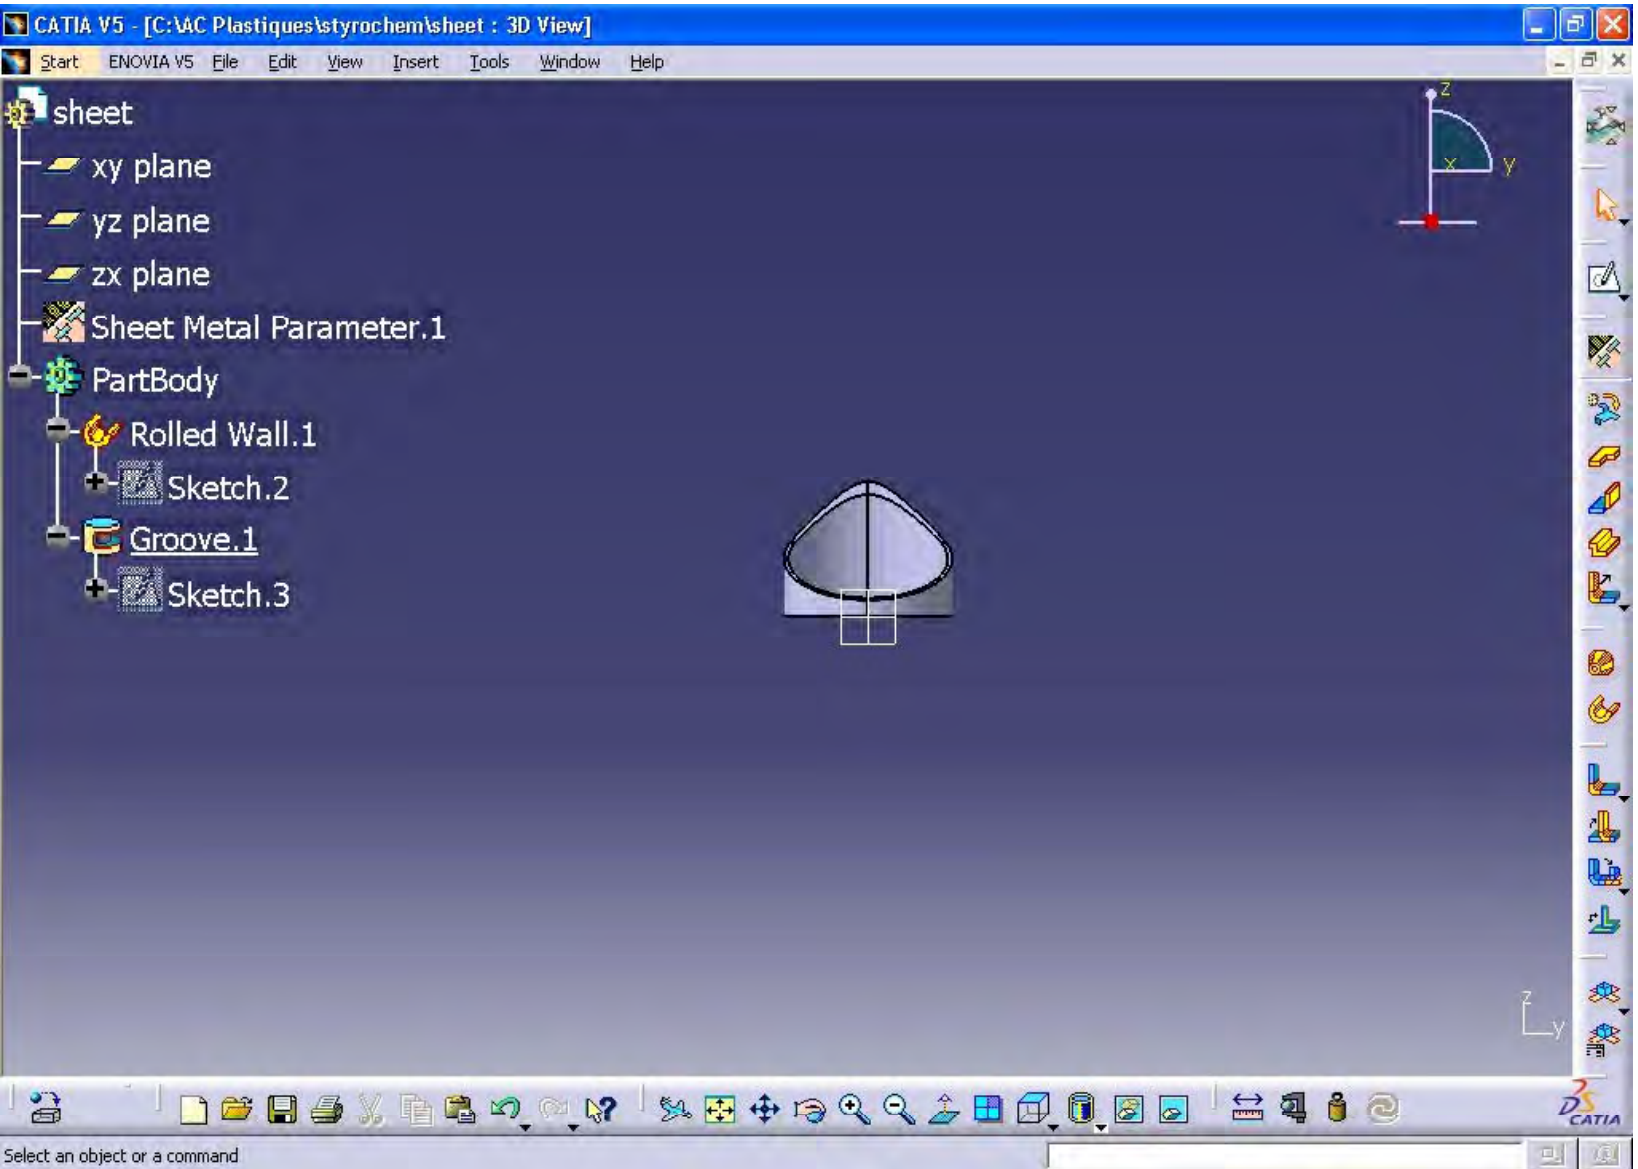 CATIA V5 - [C:\AC Plastiques\styrochem\sheet : 3D View]
Start ENOVIA V5 File Edit View Insert Tools Window Help
sheet
xy plane
yz plane
zx plane
Sheet Metal Parameter.1
PartBody
Rolled Wall.1
Sketch.2
Groove.1
Sketch.3
z
x y
z
y
CATIA
Select an object or a command